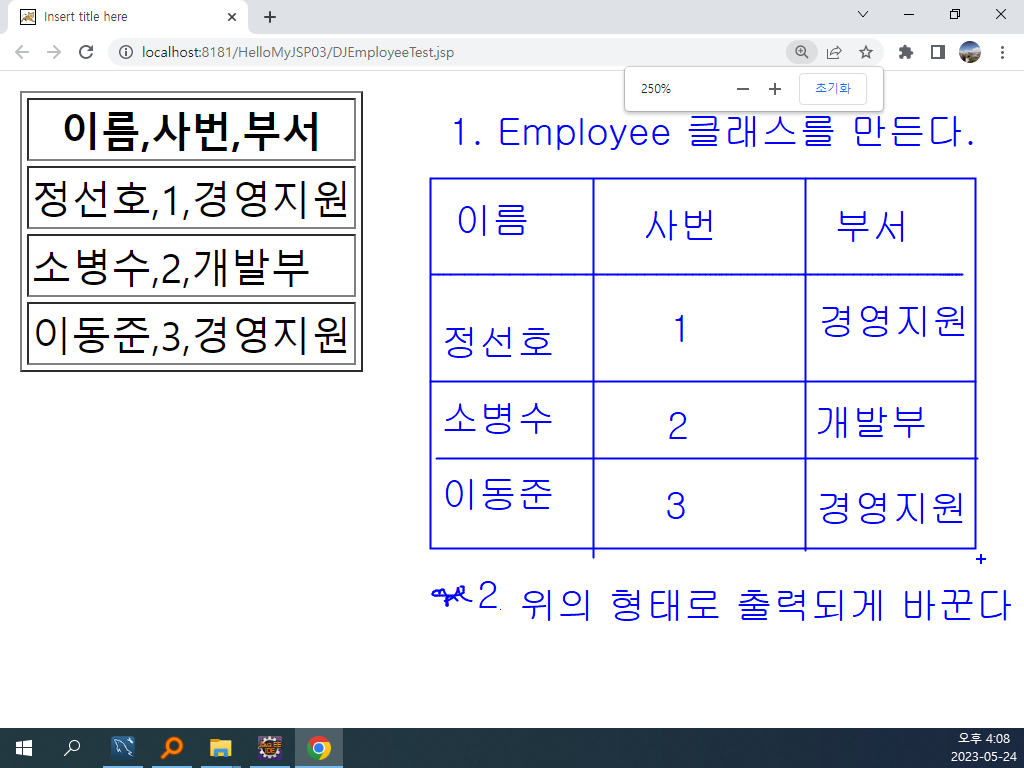 Insert title here
localhost:8181/HelloMyJSP03/DJEmployeeTest.jsp
250%
초기화
이름,사번,부서
정선호,1,경영지원
소병수,2,개발부
이동준,3,경영지원
1. Employee 클래스를 만든다.
이름 사번 부서
정선호 1 경영지원
소병수 2 개발부
이동준 3 경영지원
2. 위의 형태로 출력되게 바꾼다
오후 4:08
2023-05-24